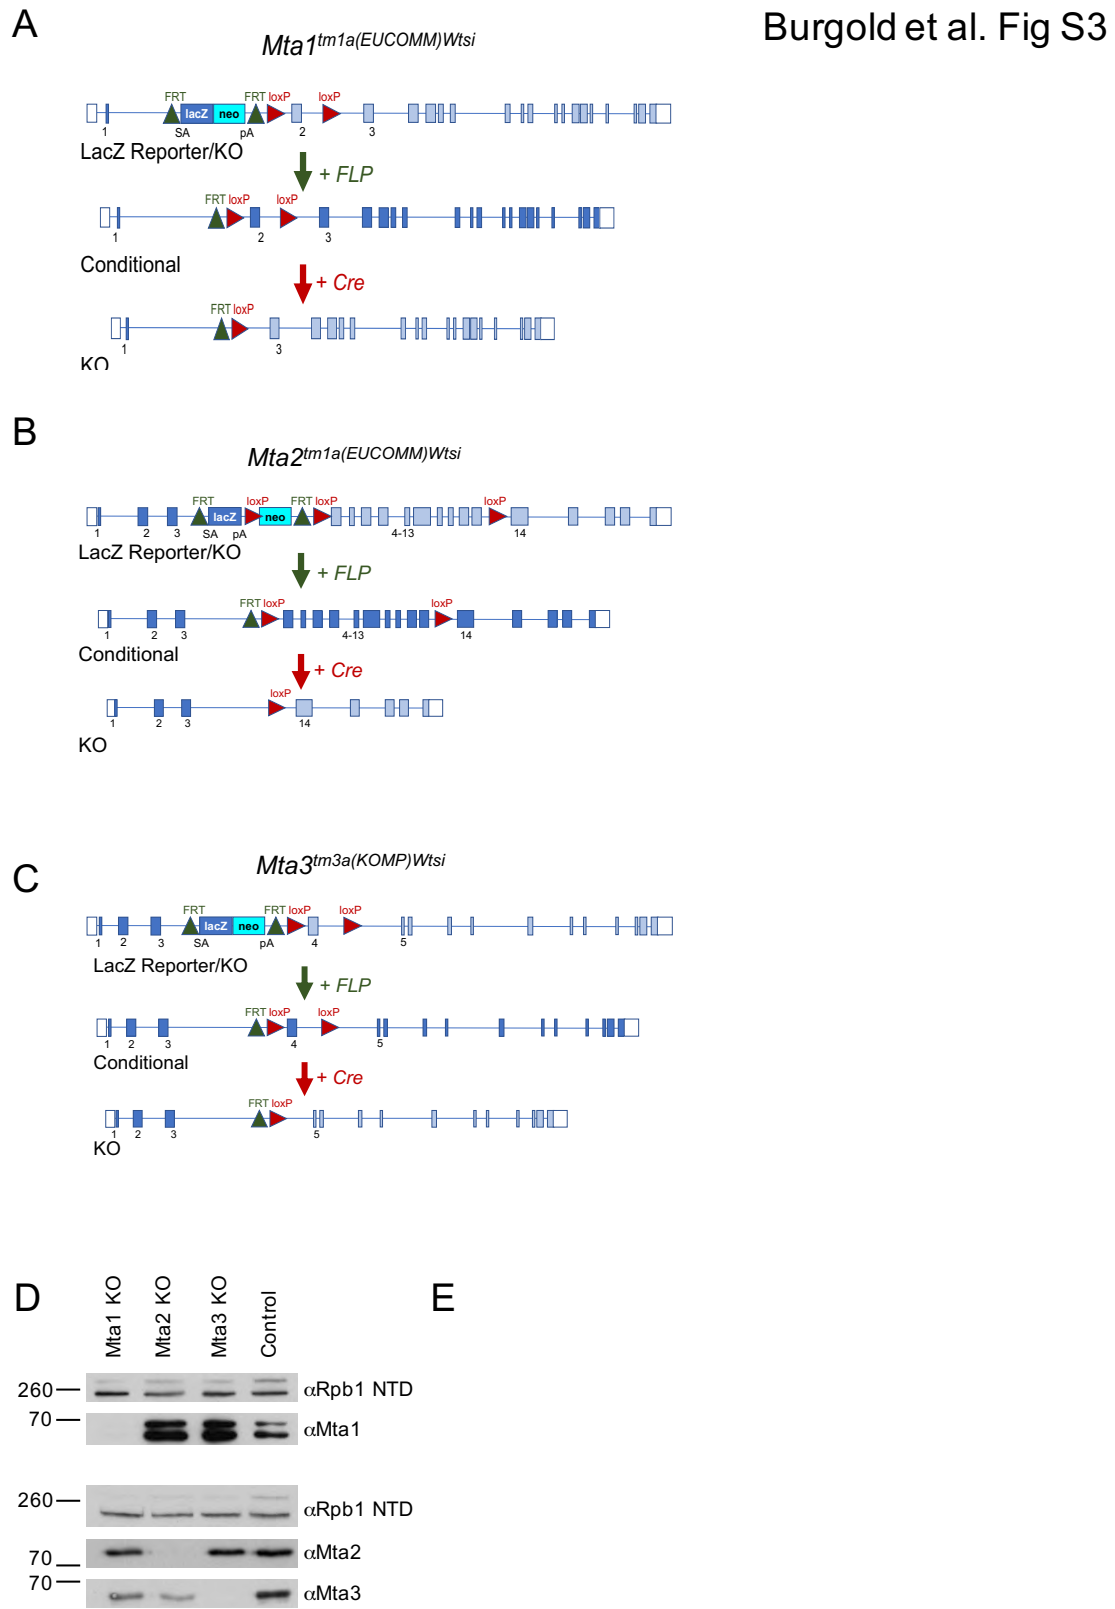 Burgold et al. Fig S3
A
Mta1tm1a(EUCOMM)Wtsi
FRT FRT loxP loxP
lacZ neo
1 SA pA 2 3
LacZ Reporter/KO
+ FLP
FRT loxP loxP
1 2 3
Conditional
+ Cre
FRT loxP
1 3
KO
B
Mta2tm1a(EUCOMM)Wtsi
FRT loxP FRT loxP loxP
lacZ neo
1 2 3 SA pA 4-13 14
LacZ Reporter/KO
+ FLP
FRT loxP loxP
1 2 3 4-13 14
Conditional
+ Cre
loxP
1 2 3 14
KO
C
Mta3tm3a(KOMP)Wtsi
FRT FRT loxP loxP
lacZ neo
1 2 3 SA pA 4 5
LacZ Reporter/KO
+ FLP
FRT loxP loxP
1 2 3 4 5
Conditional
+ Cre
FRT loxP
1 2 3 5
KO
D
Mta1 KO
Mta2 KO
Mta3 KO
Control
E
260 αRpb1 NTD
70 αMta1
260 αRpb1 NTD
70 αMta2
70 αMta3